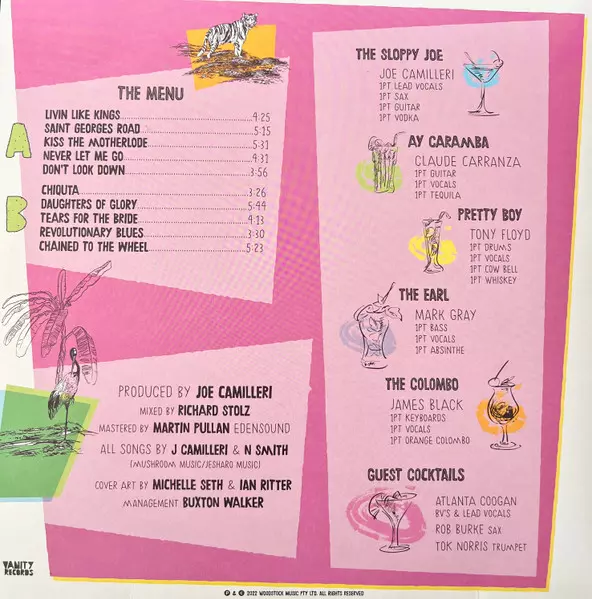 THE MENU
A
LIVIN LIKE KINGS 4·25
SAINT GEORGES ROAD 5·15
KISS THE MOTHERLODE 5·31
NEVER LET ME GO 4·31
DON'T LOOK DOWN 3·56
B
CHIQUTA 3·26
DAUGHTERS OF GLORY 5·44
TEARS FOR THE BRIDE 4·13
REVOLUTIONARY BLUES 3·30
CHAINED TO THE WHEEL 5·23
PRODUCED BY JOE CAMILLERI
MIXED BY RICHARD STOLZ
MASTERED BY MARTIN PULLAN EDENSOUND
ALL SONGS BY J CAMILLERI & N SMITH
(MUSHROOM MUSIC/JESHARO MUSIC)
COVER ART BY MICHELLE SETH & IAN RITTER
MANAGEMENT BUXTON WALKER
VANITY
RECORDS
THE SLOPPY JOE
JOE CAMILLERI
1PT LEAD VOCALS
1PT SAX
1PT GUITAR
1PT VODKA
AY CARAMBA
CLAUDE CARRANZA
1PT GUITAR
1PT VOCALS
1PT TEQUILA
PRETTY BOY
TONY FLOYD
1PT DRUMS
1PT VOCALS
1PT COW BELL
1PT WHISKEY
THE EARL
MARK GRAY
1PT BASS
1PT VOCALS
1PT ABSINTHE
THE COLOMBO
JAMES BLACK
1PT KEYBOARDS
1PT VOCALS
1PT ORANGE COLOMBO
GUEST COCKTAILS
ATLANTA COOGAN
BV'S & LEAD VOCALS
ROB BURKE SAX
TOK NORRIS TRUMPET
℗ & © 2022 WOODSTOCK MUSIC PTY LTD. ALL RIGHTS RESERVED